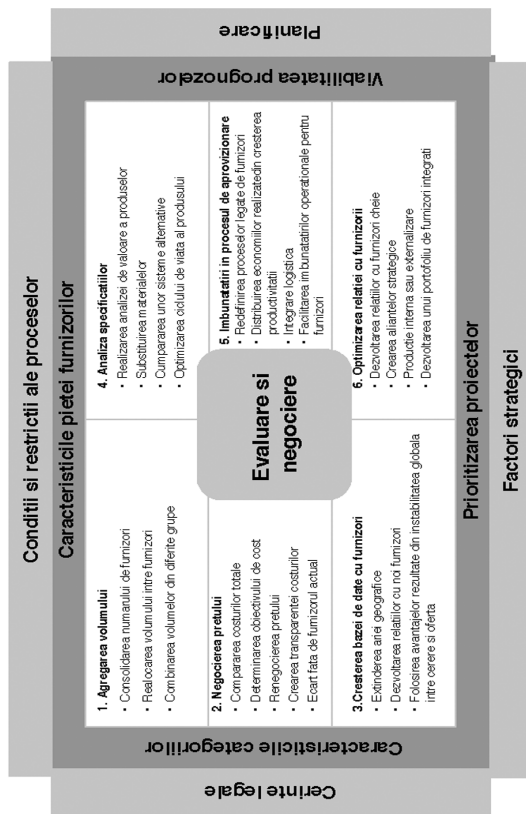 Conditii si restrictii ale proceselor
Caracteristicile pietei furnizorilor
Cerinte legale
Caracteristicile categoriilor
1. Agregarea volumului
• Consolidarea numarului de furnizori
• Realocarea volumului intre furnizori
• Combinarea volumelor din diferite grupe
2. Negocierea pretului
• Compararea costurilor totale
• Determinarea obiectivului de cost
• Renegocierea pretului
• Crearea transparentei costurilor
• Ecart fata de furnizorul actual
3.Cresterea bazei de date cu furnizori
• Extinderea ariei geografice
• Dezvoltarea relatiilor cu noi furnizori
• Folosirea avantajelor rezultate din instabilitatea globala
intre cerere si oferta
Evaluare si
negociere
4. Analiza specificatiilor
• Realizarea analizei de valoare a produselor
• Substituirea materialelor
• Cumpararea unor sisteme alternative
• Optimizarea ciclului de viata al produsului
5. Imbunatatiri in procesul de aprovizionare
• Redefinirea proceselor legate de furnizori
• Distribuirea economiilor realizatedin cresterea
productivitatii
• Integrare logistica
• Facilitarea imbunatatirilor operationale pentru
furnizori
6. Optimizarea relatiei cu furnizorii
• Dezvoltarea relatiilor cu furnizori cheie
• Crearea aliantelor strategice
• Productie interna sau externalizare
• Dezvoltarea unui portofoliu de furnizori integrati
Viabilitatea prognozelor
Planificare
Prioritizarea proiectelor
Factori strategici